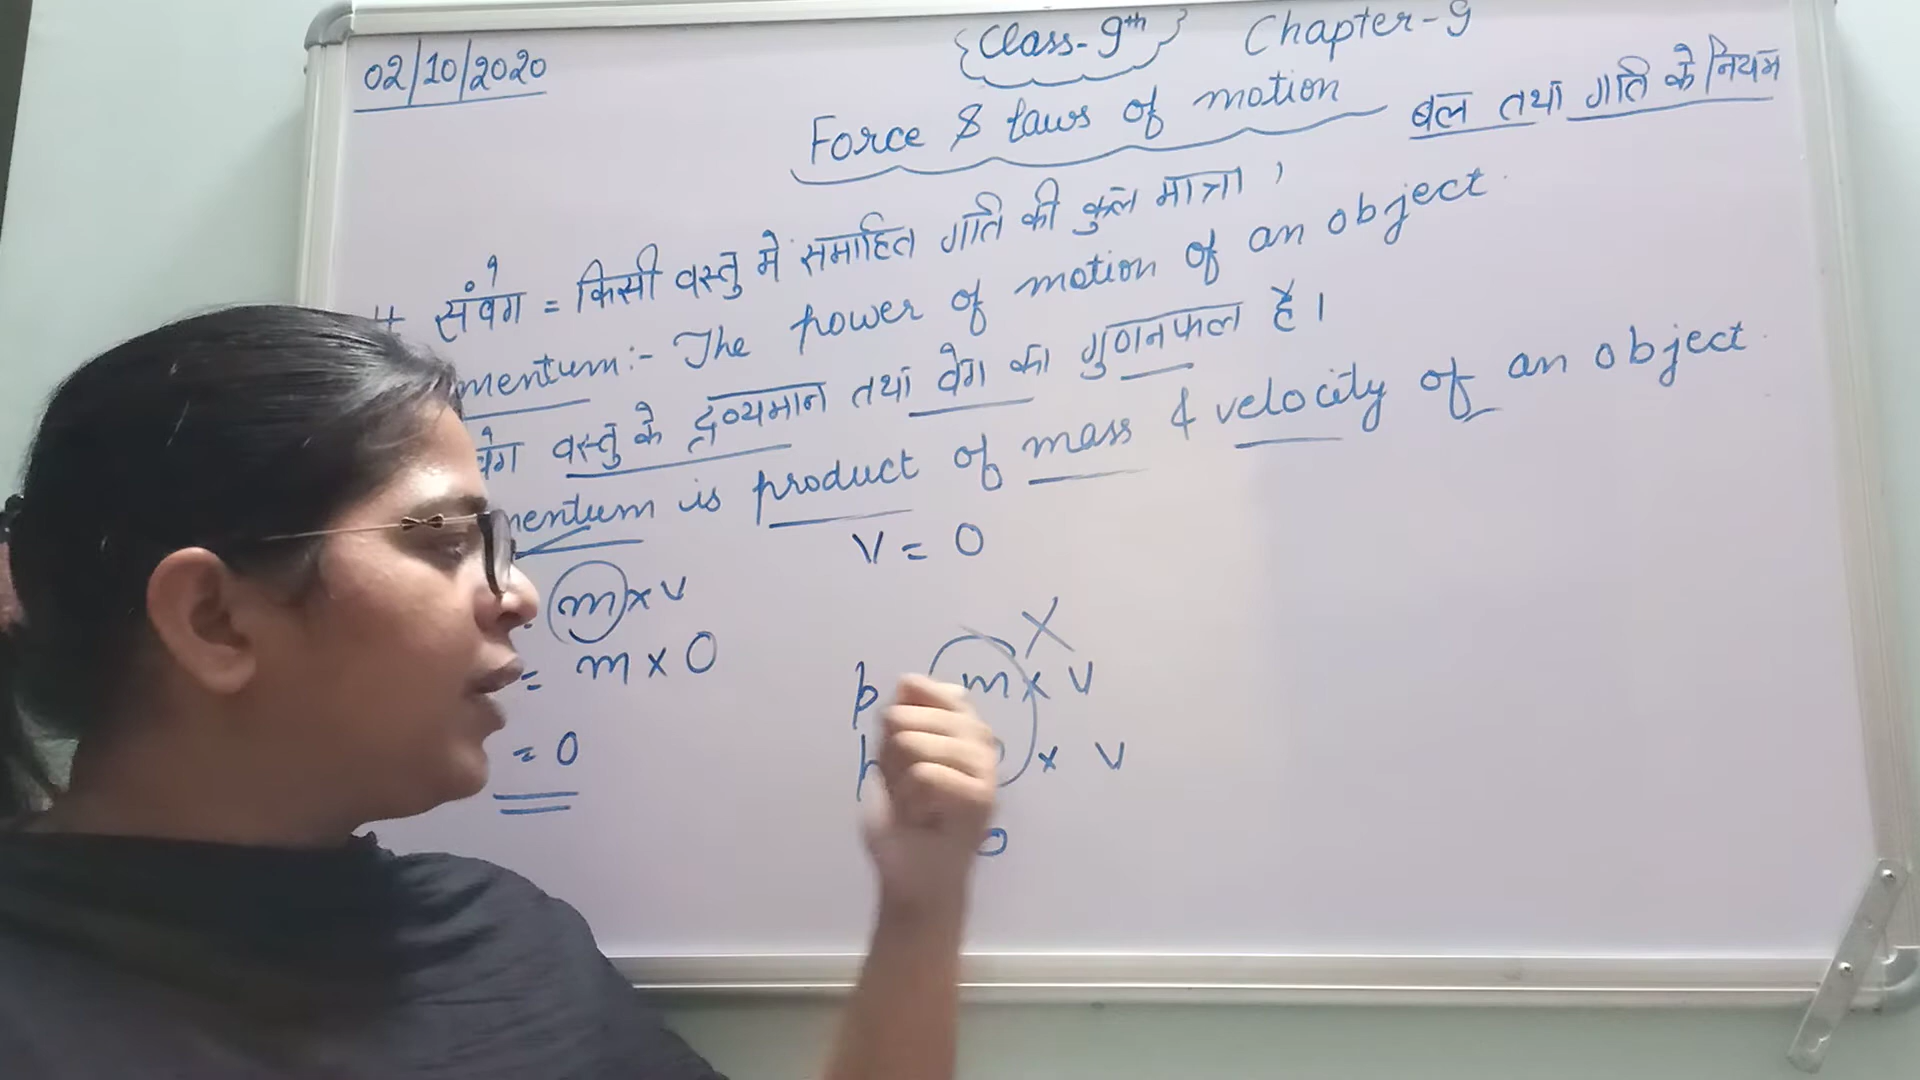 02/10/2020
Class-9th Chapter-9
Force & laws of motion बल तथा गति के नियम
# संवेग = किसी वस्तु में समाहित गति की कुल मात्रा ।
mentum:- The power of motion of an object.
वेग वस्तु के द्रव्यमान तथा वेग का गुणनफल है ।
mentum is product of mass & velocity of an object.
V = 0
m x v
= m x 0
= 0
p m x v
x v
0